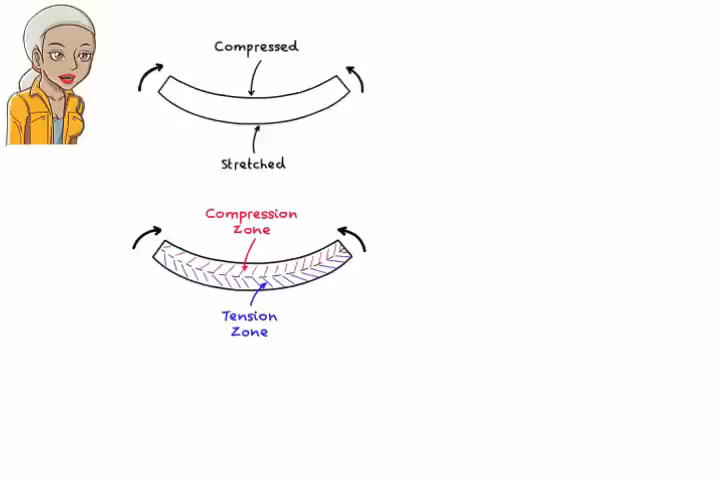 Compressed
Stretched
Compression
Zone
Tension
Zone